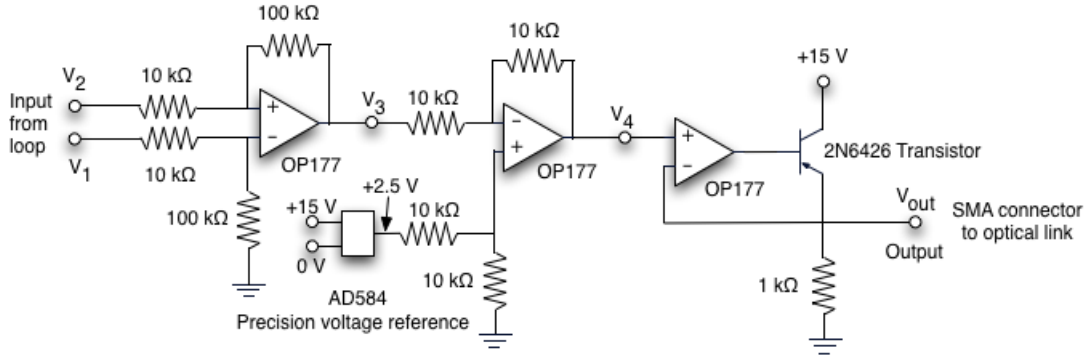 100 kΩ
10 kΩ
V2
10 kΩ
+15 V
Input
from
loop
V3
10 kΩ
V4
+
−
−
+
+
−
OP177
OP177
OP177
2N6426 Transistor
V1
10 kΩ
+2.5 V
100 kΩ
+15 V
10 kΩ
0 V
Vout
SMA connector
to optical link
Output
10 kΩ
1 kΩ
AD584
Precision voltage reference